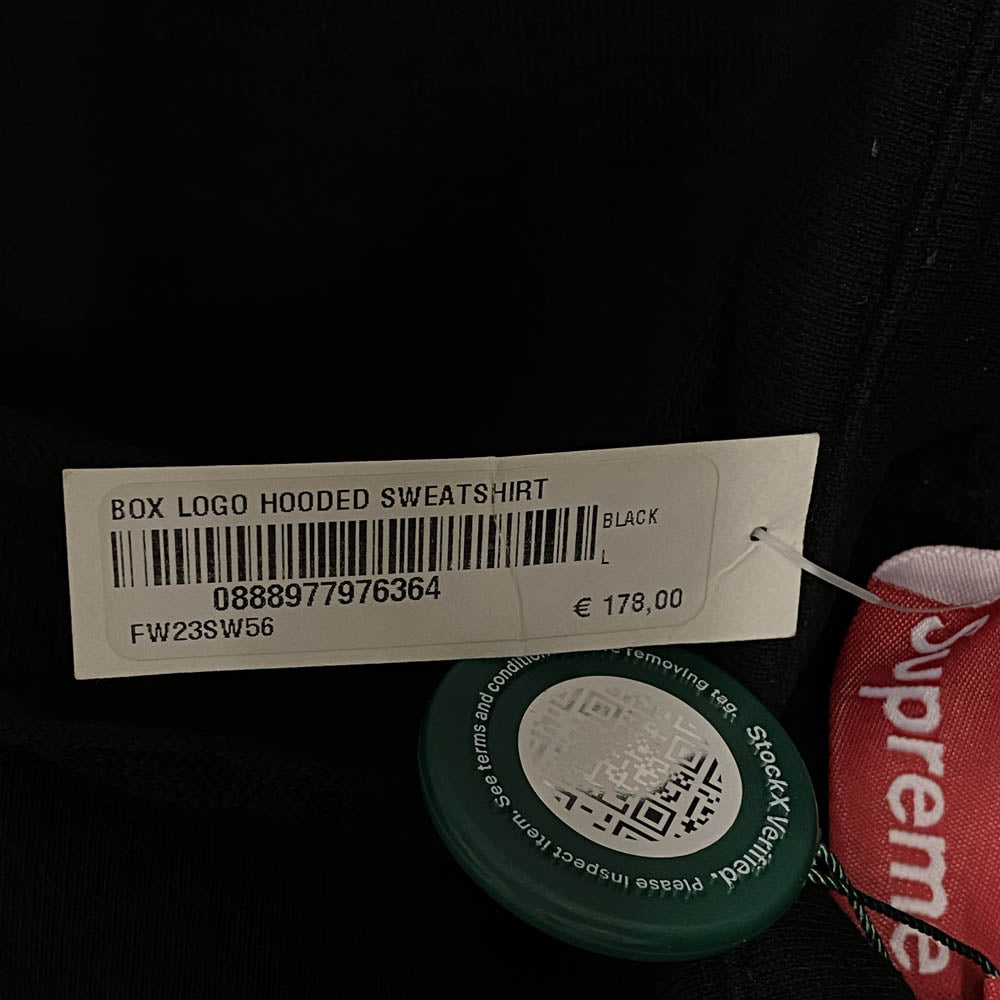 BOX LOGO HOODED SWEATSHIRT
BLACK
L
0888977976364
€ 178,00
FW23SW56
StockX Verified. Please inspect item. See terms and removing tag.
Supreme